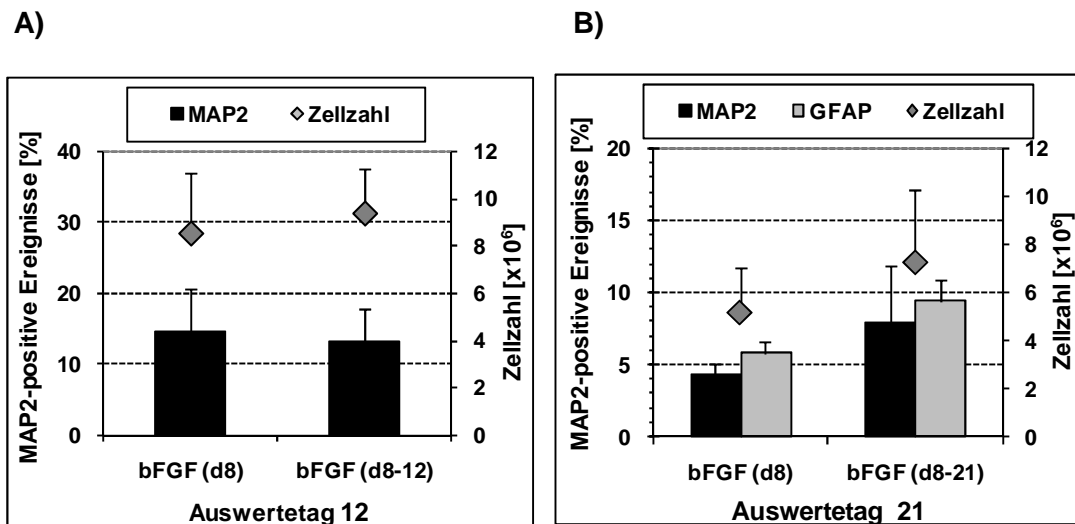 A)
MAP2 Zellzahl
MAP2-positive Ereignisse [%]
40
30
20
10
0
Zellzahl [x10⁶]
12
10
8
6
4
2
0
bFGF (d8) bFGF (d8-12)
Auswertetag 12
B)
MAP2 GFAP Zellzahl
MAP2-positive Ereignisse [%]
20
15
10
5
0
Zellzahl [x10⁶]
12
10
8
6
4
2
0
bFGF (d8) bFGF (d8-21)
Auswertetag 21